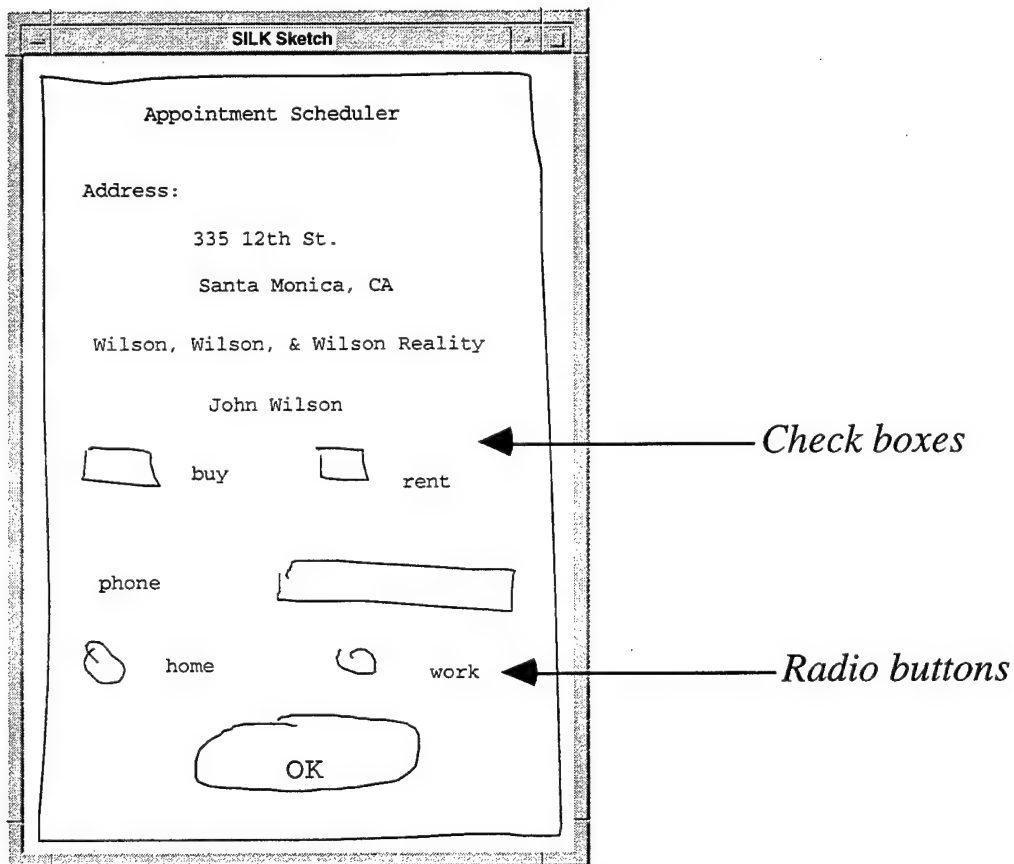 SILK Sketch
Appointment Scheduler
Address:
335 12th St.
Santa Monica, CA
Wilson, Wilson, & Wilson Reality
John Wilson
Check boxes
buy rent
phone
home work
Radio buttons
OK